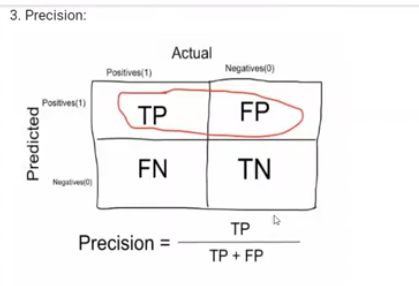 3. Precision:
Actual
Positives(1) Negatives(0)
Predicted
Positives(1) TP FP
Negatives(0) FN TN
Precision = TP
TP + FP